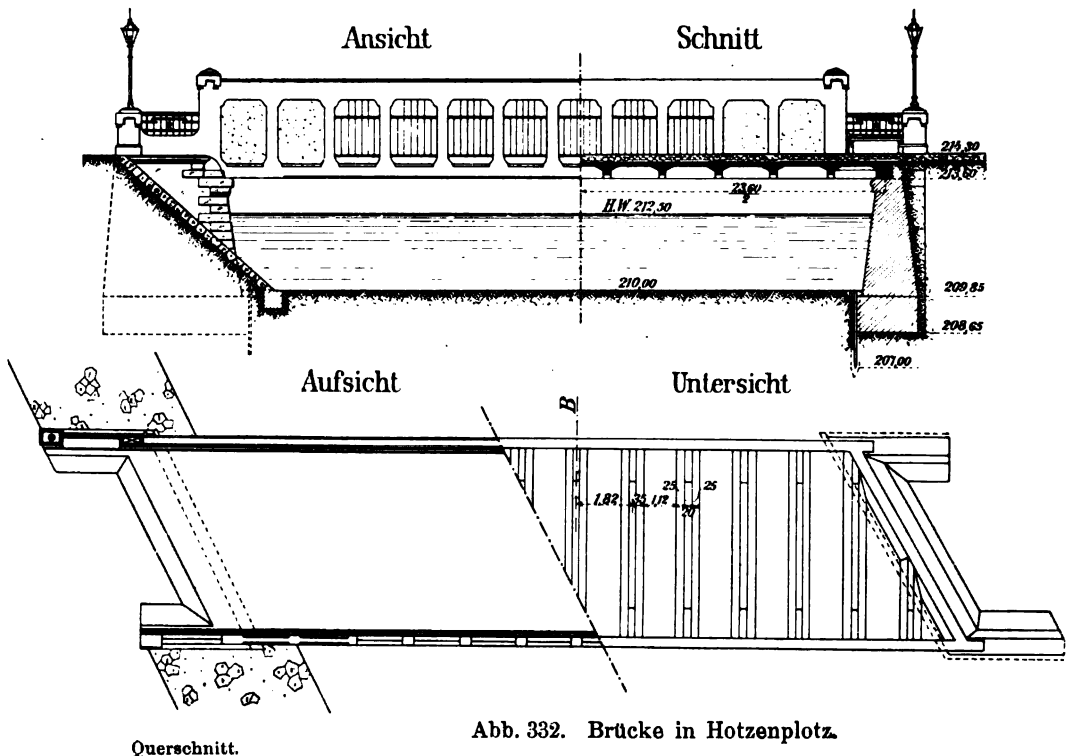 Ansicht Schnitt
214,30
213,60
23,60
2
H.W. 212,30
210,00
209,85
208,65
207,00
Aufsicht Untersicht
B
25 25
1,82 35 1,12
20
Abb. 332. Brücke in Hotzenplotz.
Querschnitt.